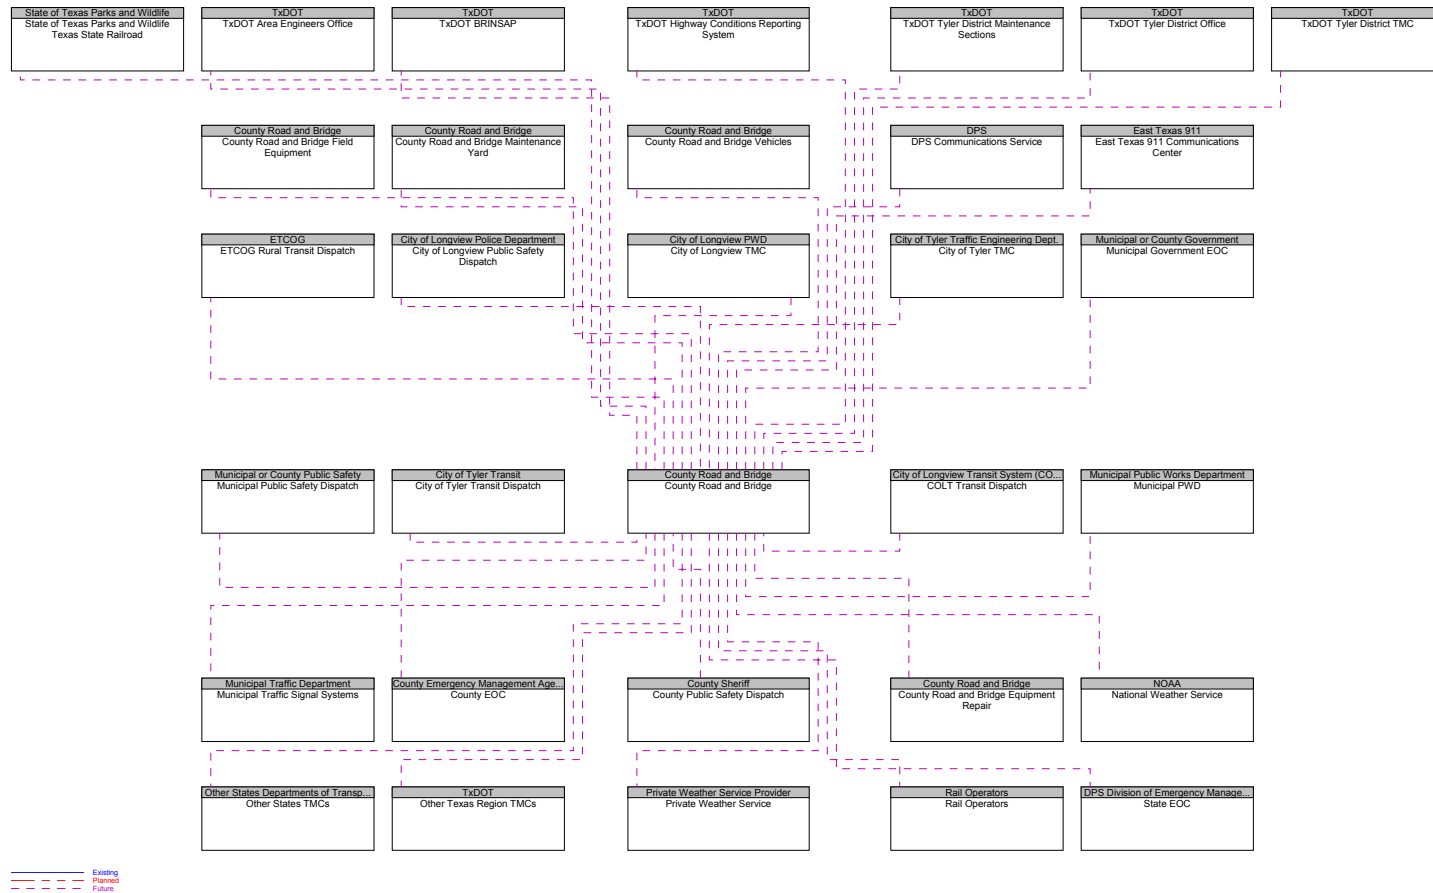 State of Texas Parks and Wildlife
State of Texas Parks and Wildlife
Texas State Railroad
TxDOT
TxDOT Area Engineers Office
TxDOT
TxDOT BRINSAP
TxDOT
TxDOT Highway Conditions Reporting
System
TxDOT
TxDOT Tyler District Maintenance
Sections
TxDOT
TxDOT Tyler District Office
TxDOT
TxDOT Tyler District TMC
County Road and Bridge
County Road and Bridge Field
Equipment
County Road and Bridge
County Road and Bridge Maintenance
Yard
County Road and Bridge
County Road and Bridge Vehicles
DPS
DPS Communications Service
East Texas 911
East Texas 911 Communications
Center
ETCOG
ETCOG Rural Transit Dispatch
City of Longview Police Department
City of Longview Public Safety
Dispatch
City of Longview PWD
City of Longview TMC
City of Tyler Traffic Engineering Dept.
City of Tyler TMC
Municipal or County Government
Municipal Government EOC
Municipal or County Public Safety
Municipal Public Safety Dispatch
City of Tyler Transit
City of Tyler Transit Dispatch
County Road and Bridge
County Road and Bridge
City of Longview Transit System (CO...
COLT Transit Dispatch
Municipal Public Works Department
Municipal PWD
Municipal Traffic Department
Municipal Traffic Signal Systems
County Emergency Management Age...
County EOC
County Sheriff
County Public Safety Dispatch
County Road and Bridge
County Road and Bridge Equipment
Repair
NOAA
National Weather Service
Other States Departments of Transp...
Other States TMCs
TxDOT
Other Texas Region TMCs
Private Weather Service Provider
Private Weather Service
Rail Operators
Rail Operators
DPS Division of Emergency Manage...
State EOC
Existing
Planned
Future